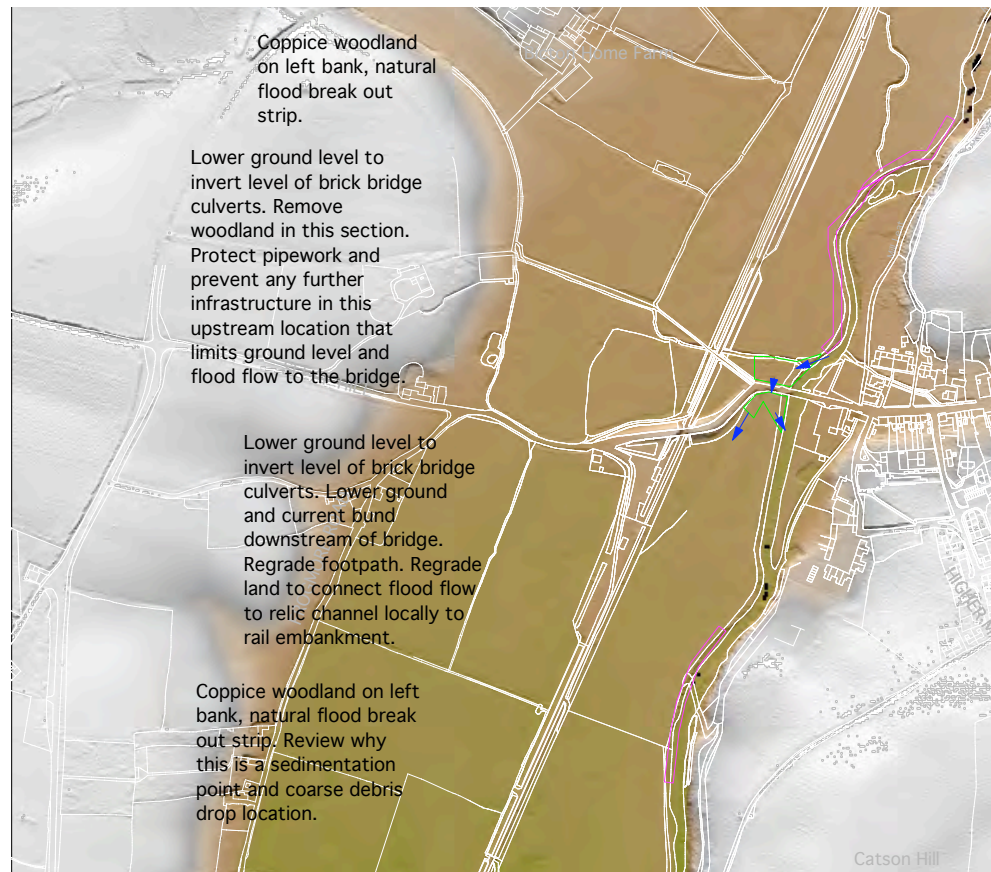 Coppice woodland
on left bank, natural
flood break out
strip.
Home Farm
Lower ground level to
invert level of brick bridge
culverts. Remove
woodland in this section.
Protect pipework and
prevent any further
infrastructure in this
upstream location that
limits ground level and
flood flow to the bridge.
Lower ground level to
invert level of brick bridge
culverts. Lower ground
and current bund
downstream of bridge.
Regrade footpath. Regrade
land to connect flood flow
to relic channel locally to
rail embankment.
HIGHER
Coppice woodland on left
bank, natural flood break
out strip. Review why
this is a sedimentation
point and coarse debris
drop location.
Catson Hill